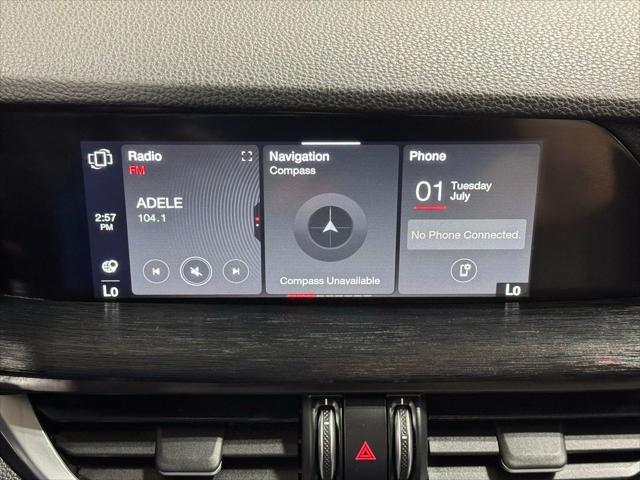 Radio
FM
ADELE
104.1
2:57
PM
Lo
Navigation
Compass
Compass Unavailable
Phone
01 Tuesday
July
No Phone Connected.
Lo